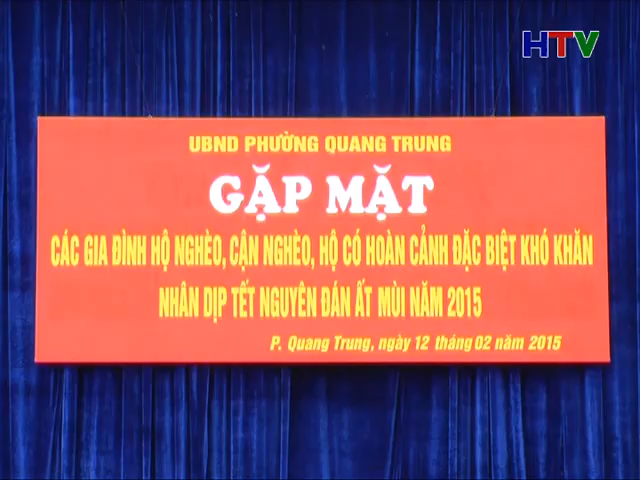 HTV
UBND PHƯỜNG QUANG TRUNG
GẶP MẶT
CÁC GIA ĐÌNH HỘ NGHÈO, CẬN NGHÈO, HỘ CÓ HOÀN CẢNH ĐẶC BIỆT KHÓ KHĂN
NHÂN DỊP TẾT NGUYÊN ĐÁN ẤT MÙI NĂM 2015
P. Quang Trung, ngày 12 tháng 02 năm 2015